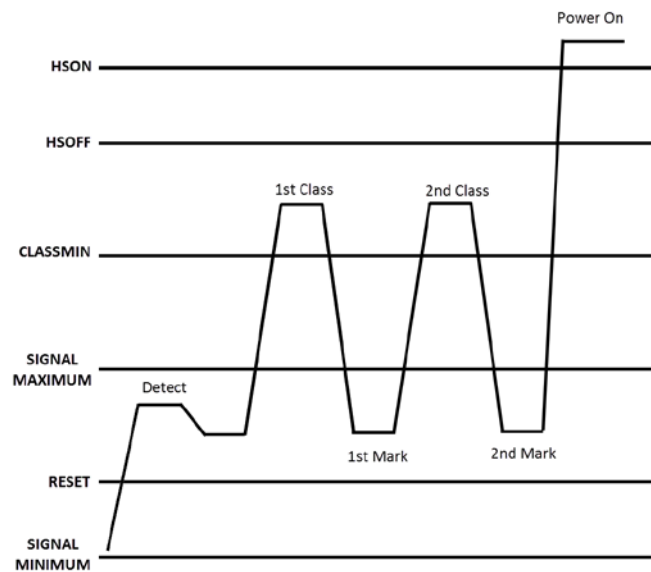 Power On
HSON
HSOFF
1st Class
2nd Class
CLASSMIN
SIGNAL
MAXIMUM
Detect
1st Mark
2nd Mark
RESET
SIGNAL
MINIMUM